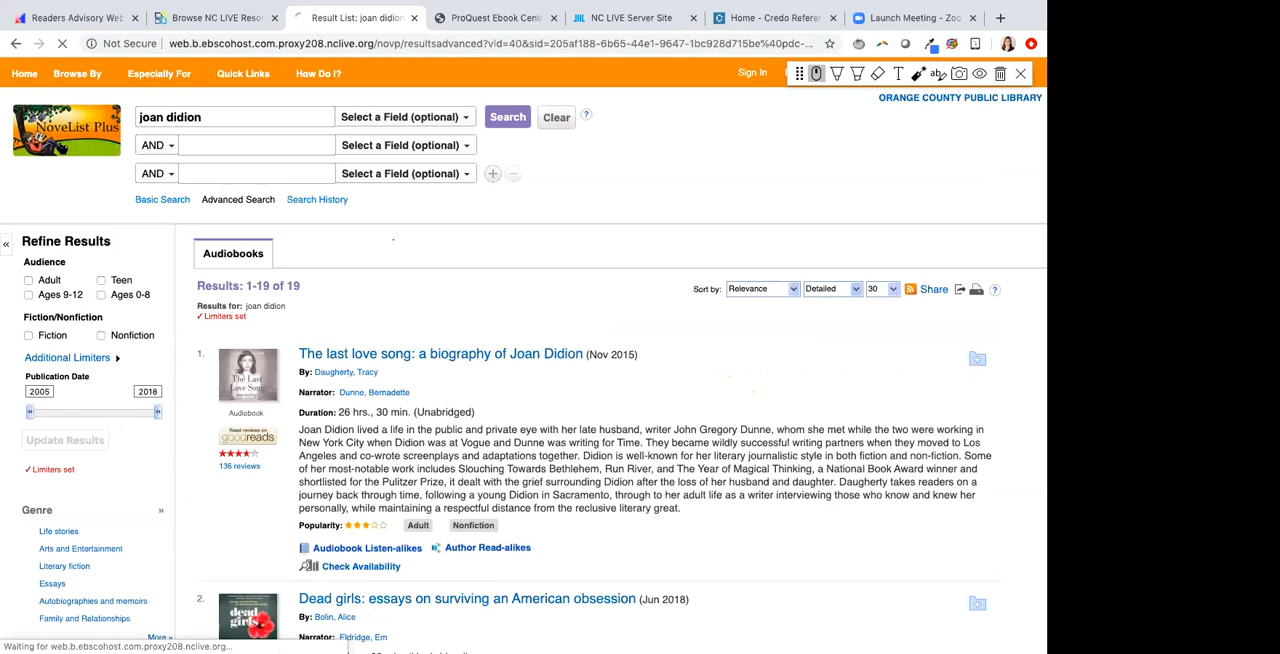 Readers Advisory Web
Browse NC LIVE Reso
Result List: joan didion
ProQuest Ebook Cent
NC LIVE Server Site
Home - Credo Referen
Launch Meeting - Zoo
Not Secure
web.b.ebscohost.com.proxy208.nclive.org/novp/resultsadvanced?vid=40&sid=205af188-6b65-44e1-9647-1bc928d715be%40pdc-...
Home Browse By Especially For Quick Links How Do I? Sign In
ORANGE COUNTY PUBLIC LIBRARY
NoveList Plus
joan didion Select a Field (optional) Search Clear ?
AND Select a Field (optional)
AND Select a Field (optional)
Basic Search Advanced Search Search History
« Refine Results
Audience
Adult Teen
Ages 9-12 Ages 0-8
Fiction/Nonfiction
Fiction Nonfiction
Additional Limiters
Publication Date
2005 2018
Update Results
✓Limiters set
Genre »
Life stories
Arts and Entertainment
Literary fiction
Essays
Autobiographies and memoirs
Family and Relationships
More »
Audiobooks
Results: 1-19 of 19
Results for: joan didion
✓Limiters set
Sort by: Relevance Detailed 30 Share ?
1.
The Last Love Song
Audiobook
Read reviews on
goodreads
136 reviews
The last love song: a biography of Joan Didion (Nov 2015)
By: Daugherty, Tracy
Narrator: Dunne, Bernadette
Duration: 26 hrs., 30 min. (Unabridged)
Joan Didion lived a life in the public and private eye with her late husband, writer John Gregory Dunne, whom she met while the two were working in
New York City when Didion was at Vogue and Dunne was writing for Time. They became wildly successful writing partners when they moved to Los
Angeles and co-wrote screenplays and adaptations together. Didion is well-known for her literary journalistic style in both fiction and non-fiction. Some
of her most-notable work includes Slouching Towards Bethlehem, Run River, and The Year of Magical Thinking, a National Book Award winner and
shortlisted for the Pulitzer Prize, it dealt with the grief surrounding Didion after the loss of her husband and daughter. Daugherty takes readers on a
journey back through time, following a young Didion in Sacramento, through to her adult life as a writer interviewing those who know and knew her
personally, while maintaining a respectful distance from the reclusive literary great.
Popularity: Adult Nonfiction
Audiobook Listen-alikes Author Read-alikes
Check Availability
2.
dead girls
Dead girls: essays on surviving an American obsession (Jun 2018)
By: Bolin, Alice
Narrator: Eldridge, Em
Waiting for web.b.ebscohost.com.proxy208.nclive.org...